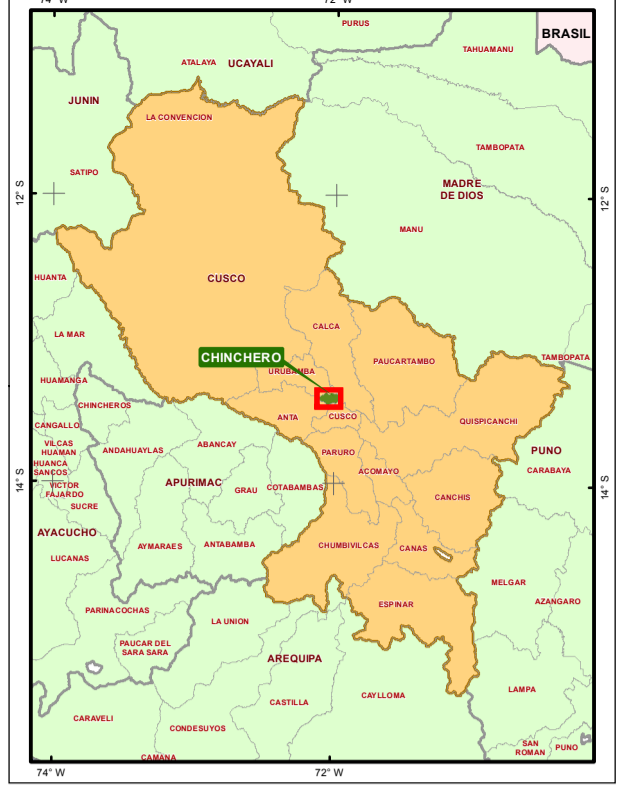 74° W
72° W
PURUS
BRASIL
TAHUAMANU
ATALAYA
UCAYALI
JUNIN
LA CONVENCION
TAMBOPATA
SATIPO
MADRE
DE DIOS
12° S
12° S
MANU
HUANTA
CUSCO
CALCA
LA MAR
CHINCHERO
PAUCARTAMBO
TAMBOPATA
URUBAMBA
HUAMANGA
CHINCHEROS
ANTA
CUSCO
QUISPICANCHI
CANGALLO
VILCAS
HUAMAN
ANDAHUAYLAS
ABANCAY
PARURO
PUNO
HUANCA
SANCOS
ACOMAYO
CARABAYA
14° S
14° S
APURIMAC
GRAU
COTABAMBAS
VICTOR
FAJARDO
CANCHIS
SUCRE
AYACUCHO
AYMARAES
ANTABAMBA
CHUMBIVILCAS
CANAS
LUCANAS
MELGAR
AZANGARO
PARINACOCHAS
ESPINAR
LA UNION
PAUCAR DEL
SARA SARA
AREQUIPA
LAMPA
CAYLLOMA
CASTILLA
CARAVELI
CONDESUYOS
SAN
ROMAN
PUNO
CAMANA
74° W
72° W